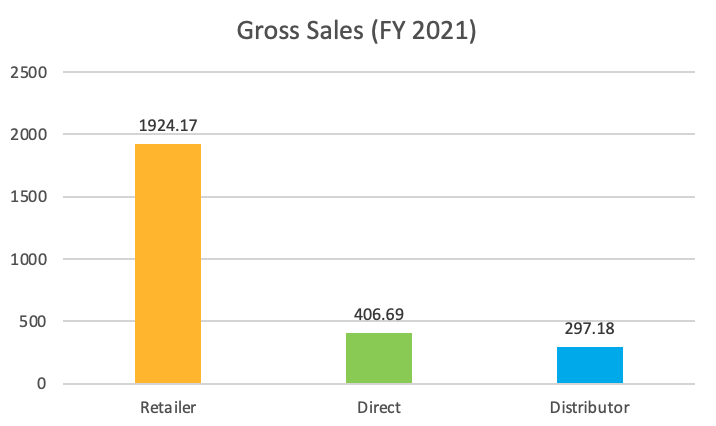 Gross Sales (FY 2021)
2500
2000
1500
1000
500
0
1924.17
406.69
297.18
Retailer
Direct
Distributor